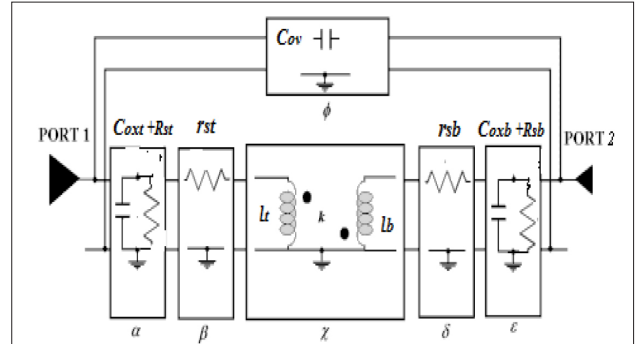 Cov
ϕ
PORT 1
Coxt +Rst
rst
rsb
Coxb+Rsb
PORT 2
lt
k
lb
α
β
χ
δ
ε